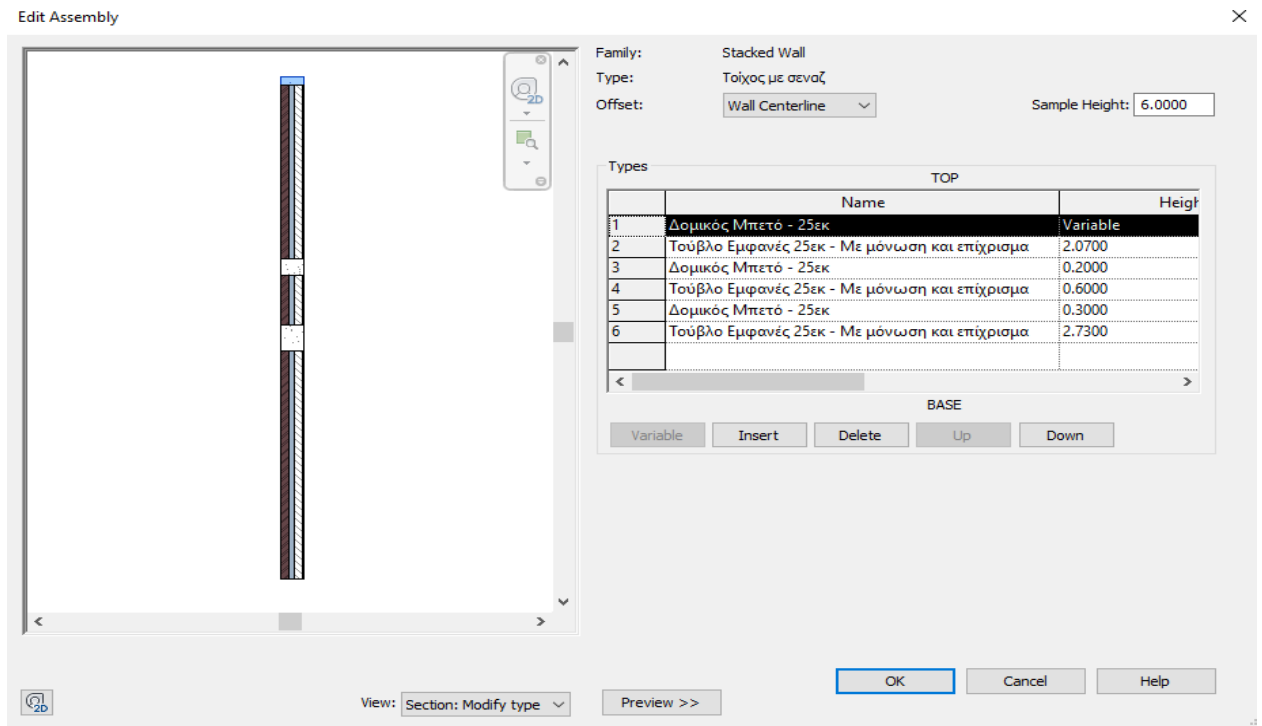 Edit Assembly
2D
Family: Stacked Wall
Type: Τοίχος με σεναζ
Offset: Wall Centerline Sample Height: 6.0000
Types
TOP
Name Heigh
1 Δομικός Μπετό - 25εκ Variable
2 Τούβλο Εμφανές 25εκ - Με μόνωση και επίχρισμα 2.0700
3 Δομικός Μπετό - 25εκ 0.2000
4 Τούβλο Εμφανές 25εκ - Με μόνωση και επίχρισμα 0.6000
5 Δομικός Μπετό - 25εκ 0.3000
6 Τούβλο Εμφανές 25εκ - Με μόνωση και επίχρισμα 2.7300
BASE
Variable Insert Delete Up Down
OK Cancel Help
2D View: Section: Modify type Preview >>